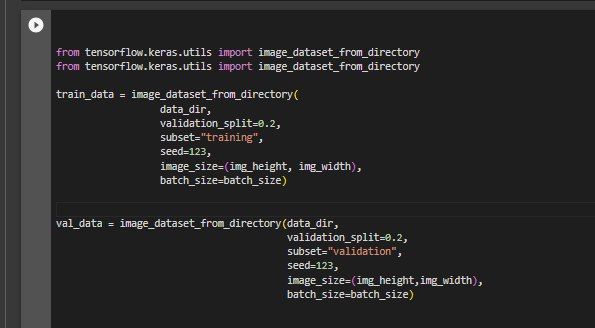 from tensorflow.keras.utils import image_dataset_from_directory
from tensorflow.keras.utils import image_dataset_from_directory
train_data = image_dataset_from_directory(
data_dir,
validation_split=0.2,
subset="training",
seed=123,
image_size=(img_height, img_width),
batch_size=batch_size)
val_data = image_dataset_from_directory(data_dir,
validation_split=0.2,
subset="validation",
seed=123,
image_size=(img_height,img_width),
batch_size=batch_size)